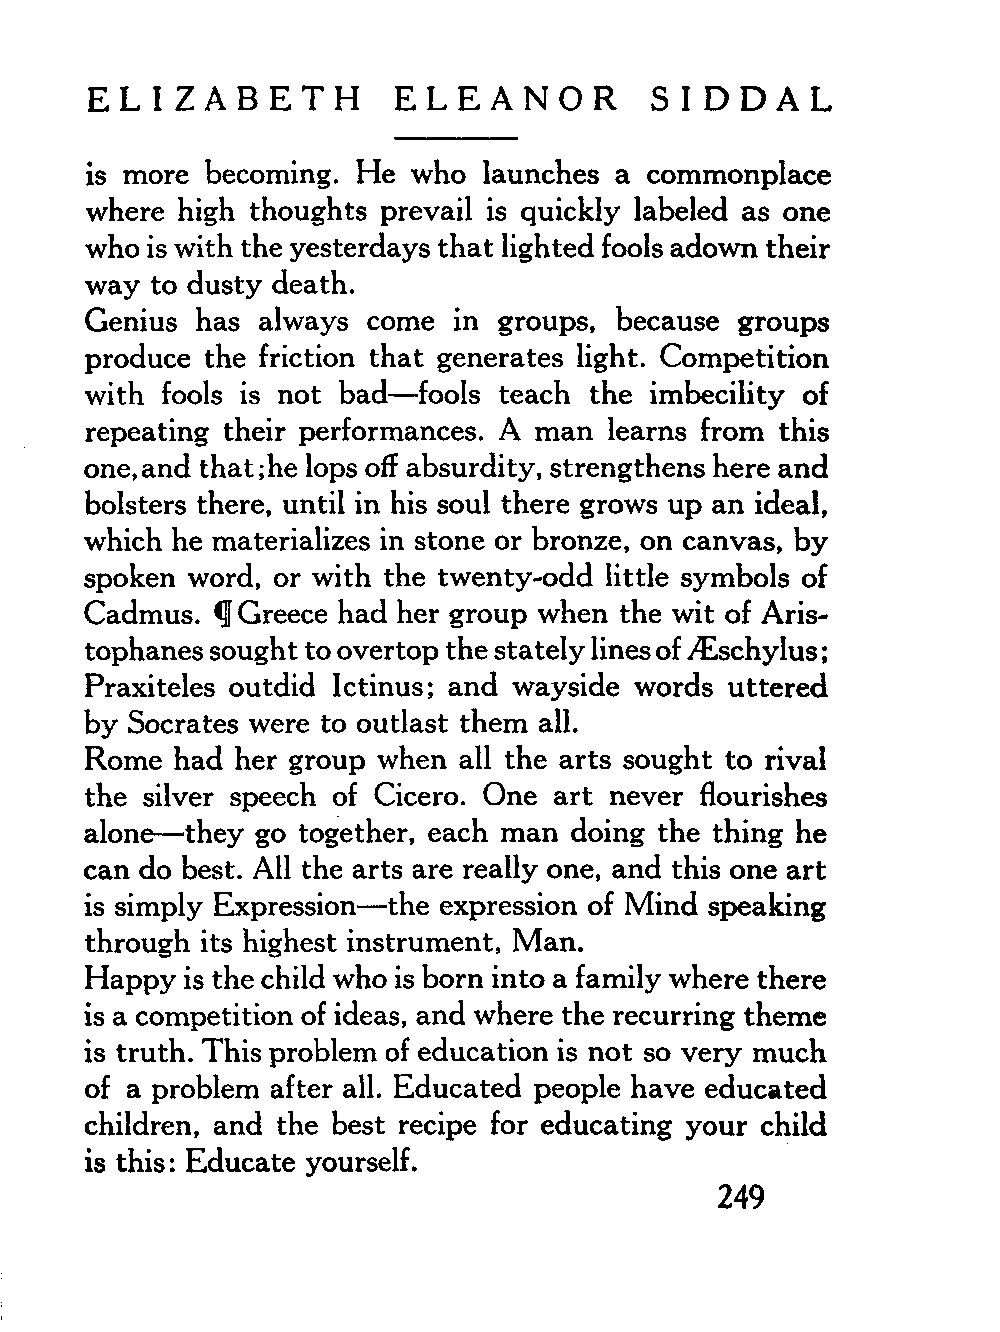 ELIZABETH ELEANOR SIDDAL
is more becoming. He who launches a commonplace
where high thoughts prevail is quickly labeled as one
who is with the yesterdays that lighted fools adown their
way to dusty death.
Genius has always come in groups, because groups
produce the friction that generates light. Competition
with fools is not bad—fools teach the imbecility of
repeating their performances. A man learns from this
one, and that; he lops off absurdity, strengthens here and
bolsters there, until in his soul there grows up an ideal,
which he materializes in stone or bronze, on canvas, by
spoken word, or with the twenty-odd little symbols of
Cadmus. ¶ Greece had her group when the wit of Aris-
tophanes sought to overtop the stately lines of Æschylus;
Praxiteles outdid Ictinus; and wayside words uttered
by Socrates were to outlast them all.
Rome had her group when all the arts sought to rival
the silver speech of Cicero. One art never flourishes
alone—they go together, each man doing the thing he
can do best. All the arts are really one, and this one art
is simply Expression—the expression of Mind speaking
through its highest instrument, Man.
Happy is the child who is born into a family where there
is a competition of ideas, and where the recurring theme
is truth. This problem of education is not so very much
of a problem after all. Educated people have educated
children, and the best recipe for educating your child
is this: Educate yourself.
249